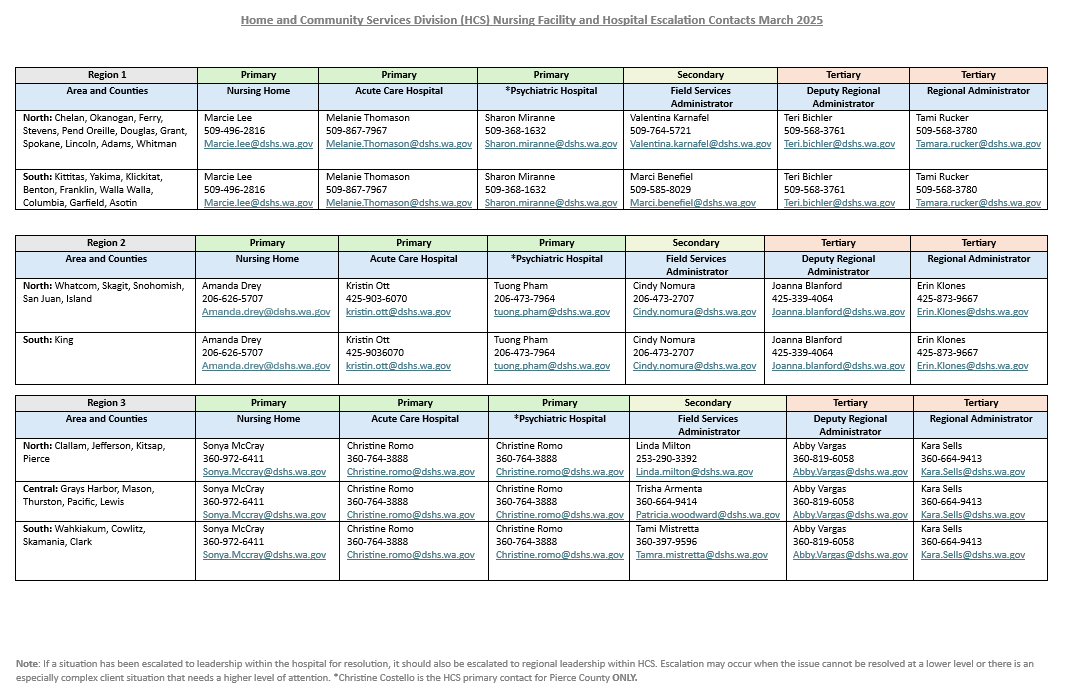 Home and Community Services Division (HCS) Nursing Facility and Hospital Escalation Contacts March 2025
Region 1 Primary Primary Primary Secondary Tertiary Tertiary
Area and Counties Nursing Home Acute Care Hospital *Psychiatric Hospital Field Services Deputy Regional Regional Administrator
Administrator Administrator
North: Chelan, Okanogan, Ferry, Marcie Lee Melanie Thomason Sharon Miranne Valentina Karnafel Teri Bichler Tami Rucker
Stevens, Pend Oreille, Douglas, Grant, 509-496-2816 509-867-7967 509-368-1632 509-764-5721 509-568-3761 509-568-3780
Spokane, Lincoln, Adams, Whitman Marcie.lee@dshs.wa.gov Melanie.Thomason@dshs.wa.gov Sharon.miranne@dshs.wa.gov Valentina.karnafel@dshs.wa.gov Teri.bichler@dshs.wa.gov Tamara.rucker@dshs.wa.gov
South: Kittitas, Yakima, Klickitat, Marcie Lee Melanie Thomason Sharon Miranne Marci Benefiel Teri Bichler Tami Rucker
Benton, Franklin, Walla Walla, 509-496-2816 509-867-7967 509-368-1632 509-585-8029 509-568-3761 509-568-3780
Columbia, Garfield, Asotin Marcie.lee@dshs.wa.gov Melanie.Thomason@dshs.wa.gov Sharon.miranne@dshs.wa.gov Marci.benefiel@dshs.wa.gov Teri.bichler@dshs.wa.gov Tamara.rucker@dshs.wa.gov
Region 2 Primary Primary Primary Secondary Tertiary Tertiary
Area and Counties Nursing Home Acute Care Hospital *Psychiatric Hospital Field Services Deputy Regional Regional Administrator
Administrator Administrator
North: Whatcom, Skagit, Snohomish, Amanda Drey Kristin Ott Tuong Pham Cindy Nomura Joanna Blanford Erin Klones
San Juan, Island 206-626-5707 425-903-6070 206-473-7964 206-473-2707 425-339-4064 425-873-9667
Amanda.drey@dshs.wa.gov kristin.ott@dshs.wa.gov tuong.pham@dshs.wa.gov Cindy.nomura@dshs.wa.gov Joanna.blanford@dshs.wa.gov Erin.Klones@dshs.wa.gov
South: King Amanda Drey Kristin Ott Tuong Pham Cindy Nomura Joanna Blanford Erin Klones
206-626-5707 425-9036070 206-473-7964 206-473-2707 425-339-4064 425-873-9667
Amanda.drey@dshs.wa.gov kristin.ott@dshs.wa.gov tuong.pham@dshs.wa.gov Cindy.nomura@dshs.wa.gov Joanna.blanford@dshs.wa.gov Erin.Klones@dshs.wa.gov
Region 3 Primary Primary Primary Secondary Tertiary Tertiary
Area and Counties Nursing Home Acute Care Hospital *Psychiatric Hospital Field Services Deputy Regional Regional Administrator
Administrator Administrator
North: Clallam, Jefferson, Kitsap, Sonya McCray Christine Romo Christine Romo Linda Milton Abby Vargas Kara Sells
Pierce 360-972-6411 360-764-3888 360-764-3888 253-290-3392 360-819-6058 360-664-9413
Sonya.Mccray@dshs.wa.gov Christine.romo@dshs.wa.gov Christine.romo@dshs.wa.gov Linda.milton@dshs.wa.gov Abby.Vargas@dshs.wa.gov Kara.Sells@dshs.wa.gov
Central: Grays Harbor, Mason, Sonya McCray Christine Romo Christine Romo Trisha Armenta Abby Vargas Kara Sells
Thurston, Pacific, Lewis 360-972-6411 360-764-3888 360-764-3888 360-664-9414 360-819-6058 360-664-9413
Sonya.Mccray@dshs.wa.gov Christine.romo@dshs.wa.gov Christine.romo@dshs.wa.gov Patricia.woodward@dshs.wa.gov Abby.Vargas@dshs.wa.gov Kara.Sells@dshs.wa.gov
South: Wahkiakum, Cowlitz, Sonya McCray Christine Romo Christine Romo Tami Mistretta Abby Vargas Kara Sells
Skamania, Clark 360-972-6411 360-764-3888 360-764-3888 360-397-9596 360-819-6058 360-664-9413
Sonya.Mccray@dshs.wa.gov Christine.romo@dshs.wa.gov Christine.romo@dshs.wa.gov Tamra.mistretta@dshs.wa.gov Abby.Vargas@dshs.wa.gov Kara.Sells@dshs.wa.gov
Note: If a situation has been escalated to leadership within the hospital for resolution, it should also be escalated to regional leadership within HCS. Escalation may occur when the issue cannot be resolved at a lower level or there is an
especially complex client situation that needs a higher level of attention. *Christine Costello is the HCS primary contact for Pierce County ONLY.